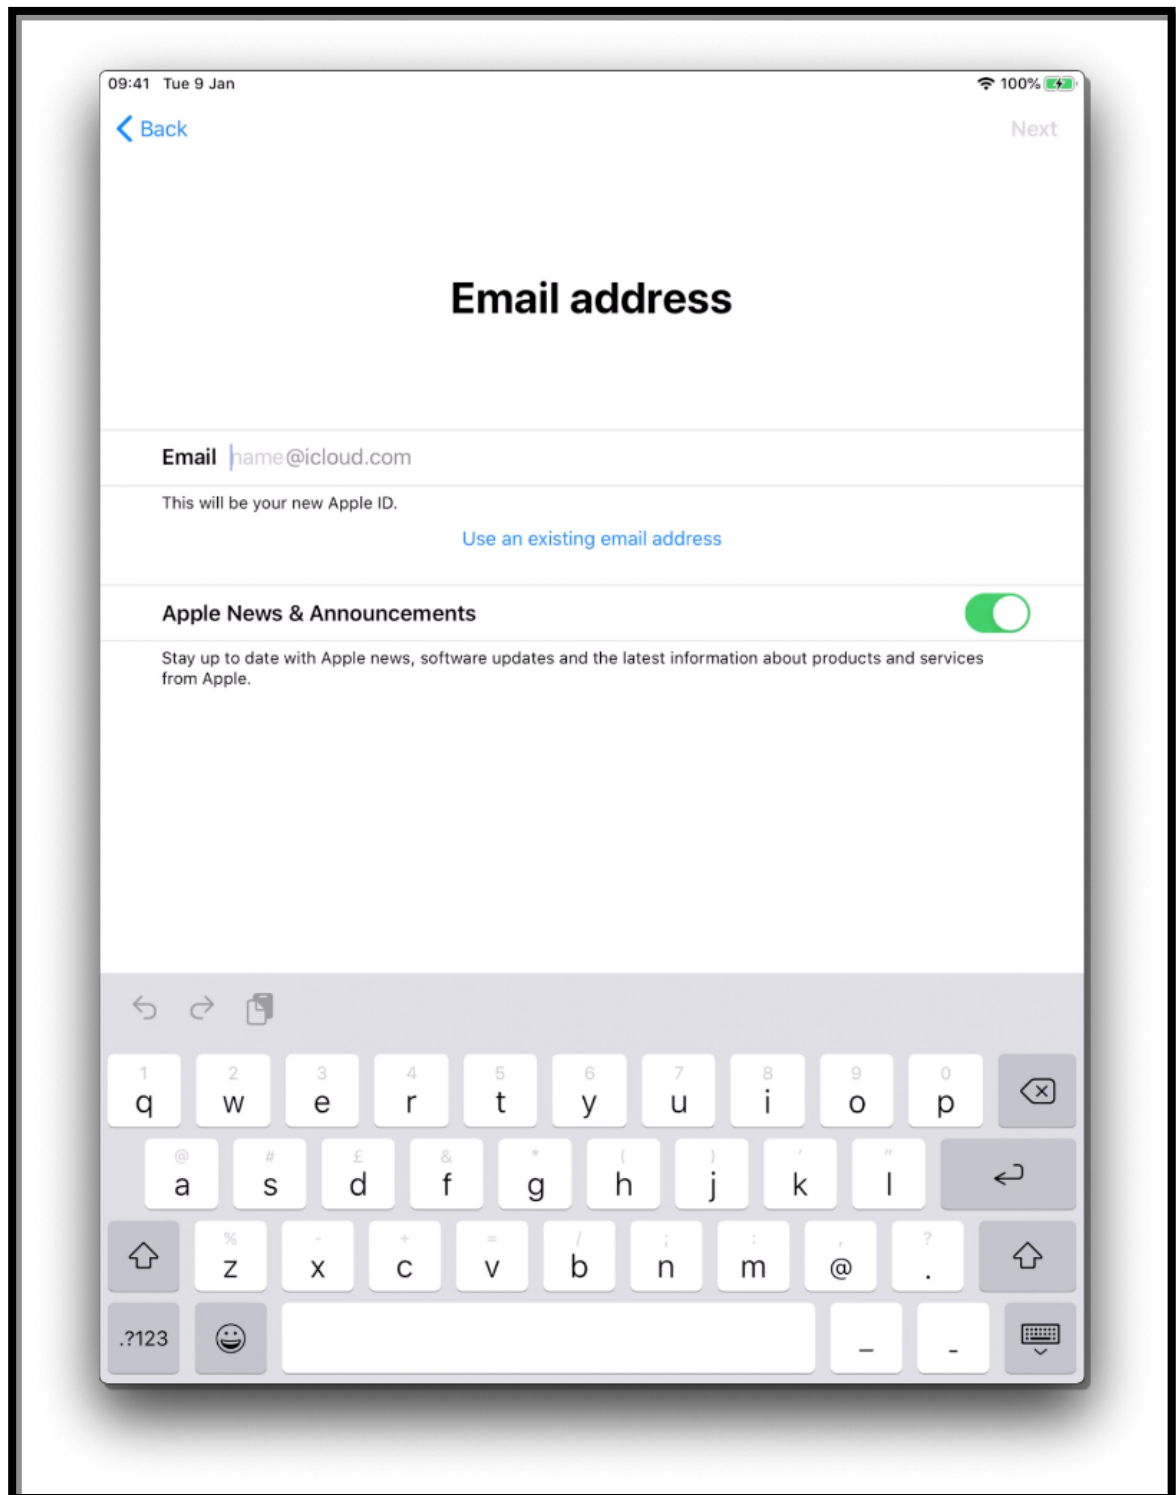 09:41 Tue 9 Jan 100%
Back Next
Email address
Email name@icloud.com
This will be your new Apple ID.
Use an existing email address
Apple News & Announcements
Stay up to date with Apple news, software updates and the latest information about products and services
from Apple.
1 2 3 4 5 6 7 8 9 0
q w e r t y u i o p
@ # £ & * ( ) ' "
a s d f g h j k l
% - + = / ; : , ?
z x c v b n m @ .
.?123 _ -